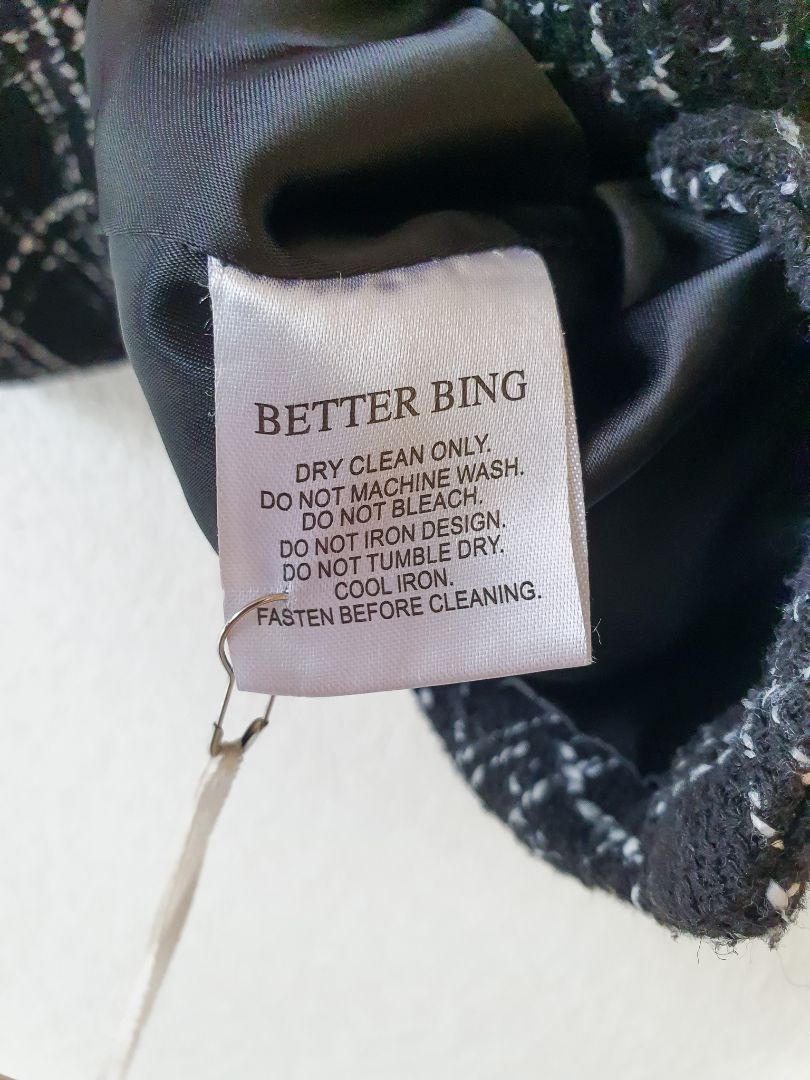 BETTER BING
DRY CLEAN ONLY.
DO NOT MACHINE WASH.
DO NOT BLEACH.
DO NOT IRON DESIGN.
DO NOT TUMBLE DRY.
COOL IRON.
FASTEN BEFORE CLEANING.